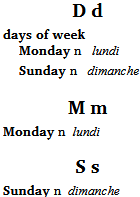 D d
days of week
Monday n lundi
Sunday n dimanche
M m
Monday n lundi
S s
Sunday n dimanche